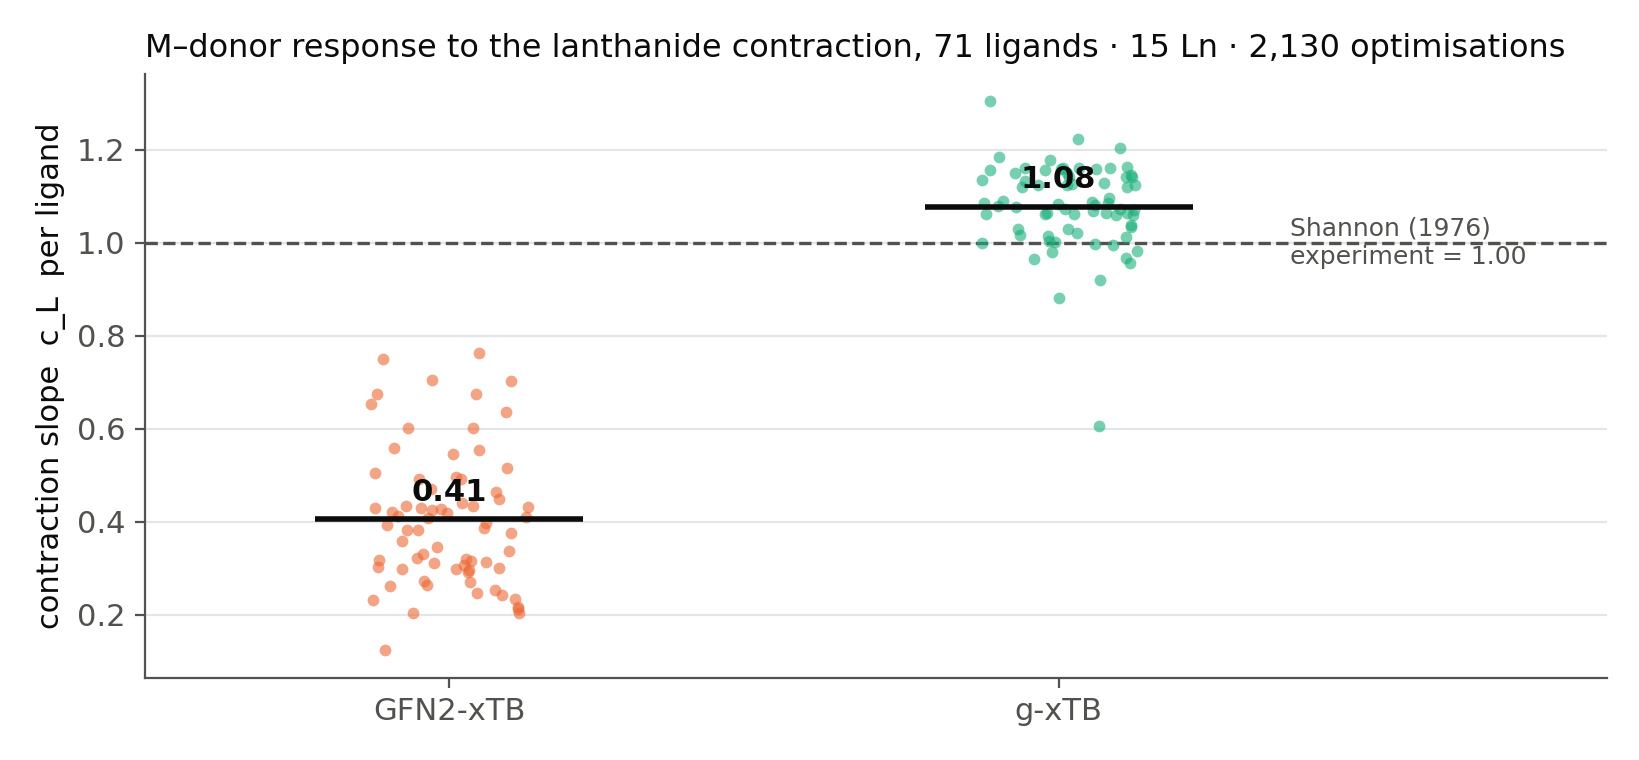 M–donor response to the lanthanide contraction, 71 ligands · 15 Ln · 2,130 optimisations
contraction slope c_L per ligand
1.2
1.0
0.8
0.6
0.4
0.2
0.41
1.08
Shannon (1976)
experiment = 1.00
GFN2-xTB
g-xTB